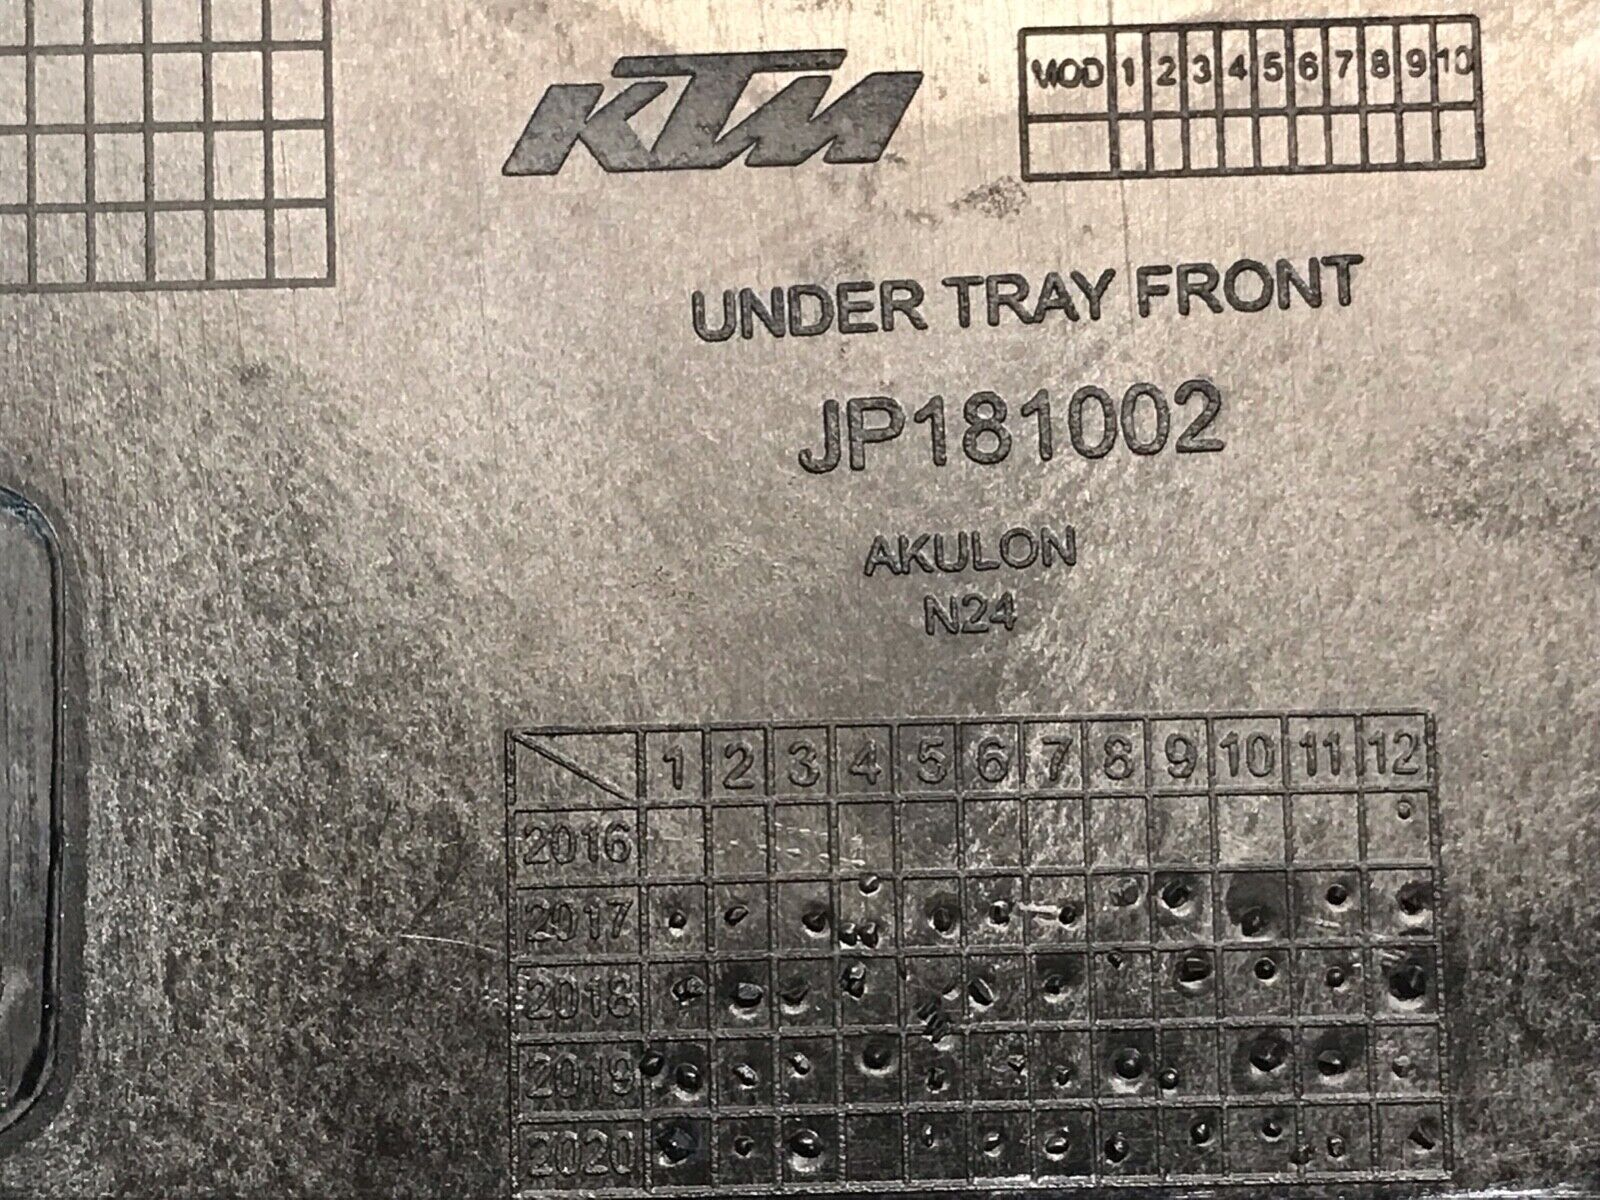 KTM
MOD 1 2 3 4 5 6 7 8 9 10
UNDER TRAY FRONT
JP181002
AKULON
N24
1 2 3 4 5 6 7 8 9 10 11 12
2016
2017
2018
2019
2020